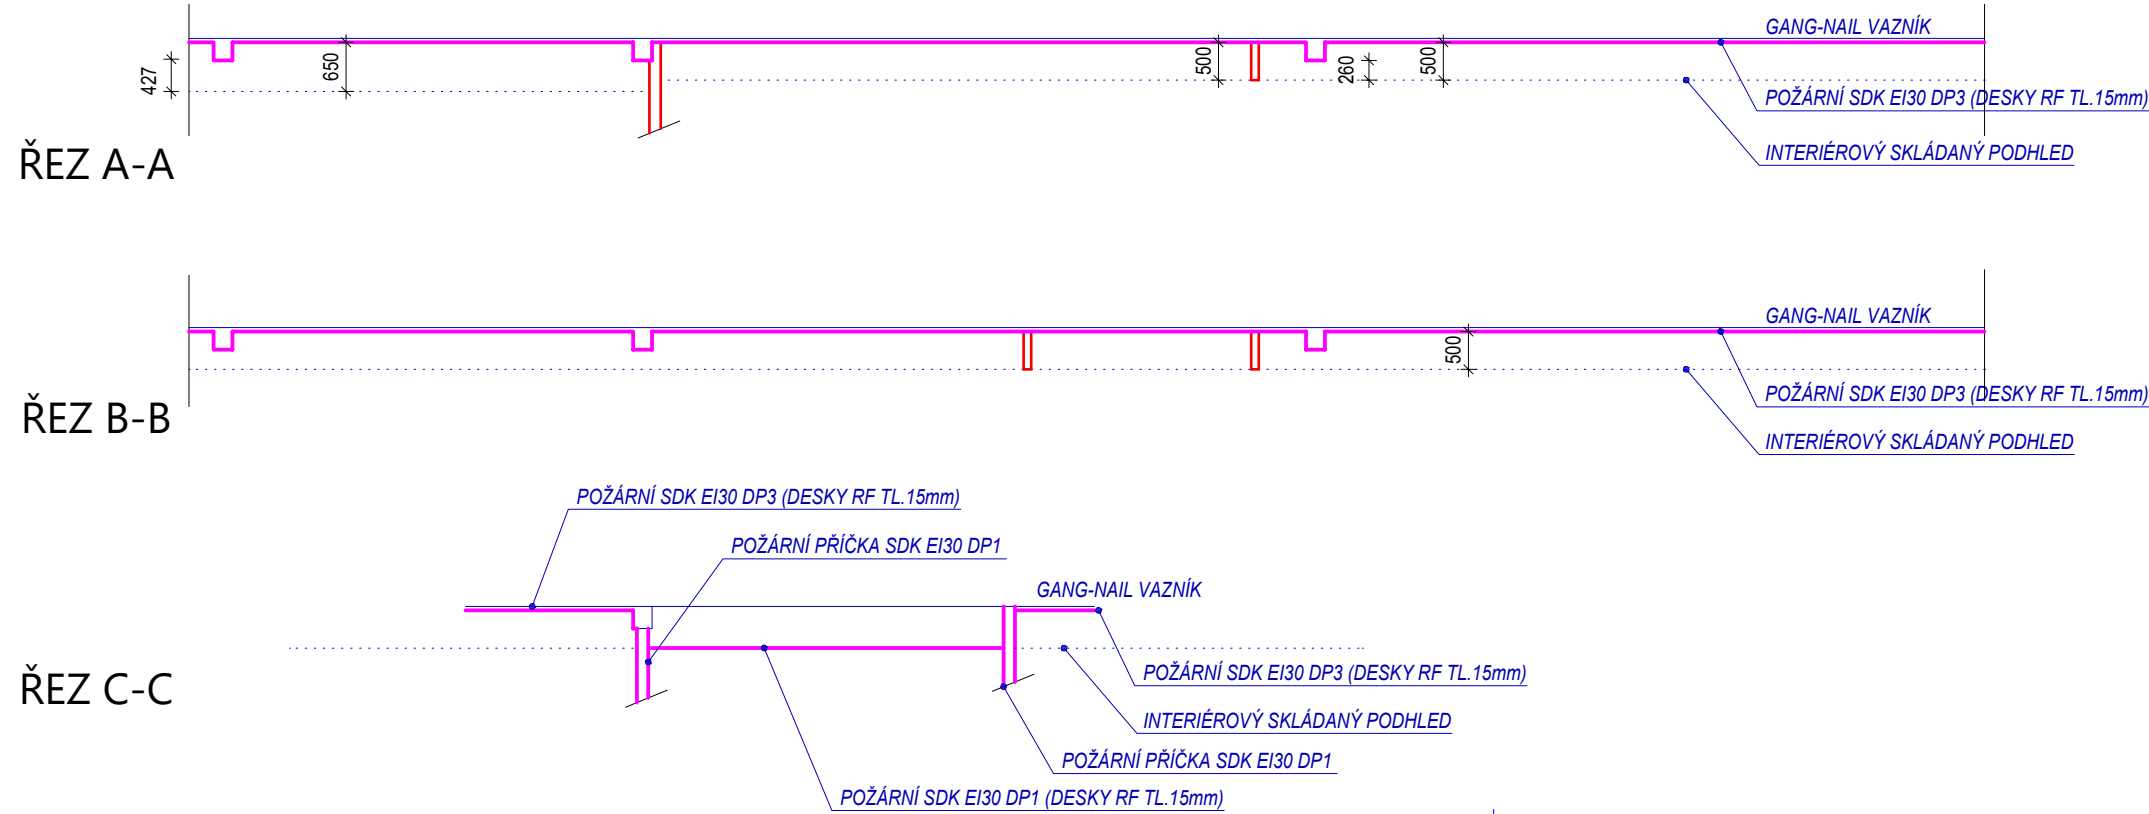 GANG-NAIL VAZNÍK
427
650
500
260
500
POŽÁRNÍ SDK EI30 DP3 (DESKY RF TL.15mm)
INTERIÉROVÝ SKLÁDANÝ PODHLED
ŘEZ A-A
GANG-NAIL VAZNÍK
500
POŽÁRNÍ SDK EI30 DP3 (DESKY RF TL.15mm)
ŘEZ B-B
INTERIÉROVÝ SKLÁDANÝ PODHLED
POŽÁRNÍ SDK EI30 DP3 (DESKY RF TL.15mm)
POŽÁRNÍ PŘÍČKA SDK EI30 DP1
GANG-NAIL VAZNÍK
POŽÁRNÍ SDK EI30 DP3 (DESKY RF TL.15mm)
ŘEZ C-C
INTERIÉROVÝ SKLÁDANÝ PODHLED
POŽÁRNÍ PŘÍČKA SDK EI30 DP1
POŽÁRNÍ SDK EI30 DP1 (DESKY RF TL.15mm)